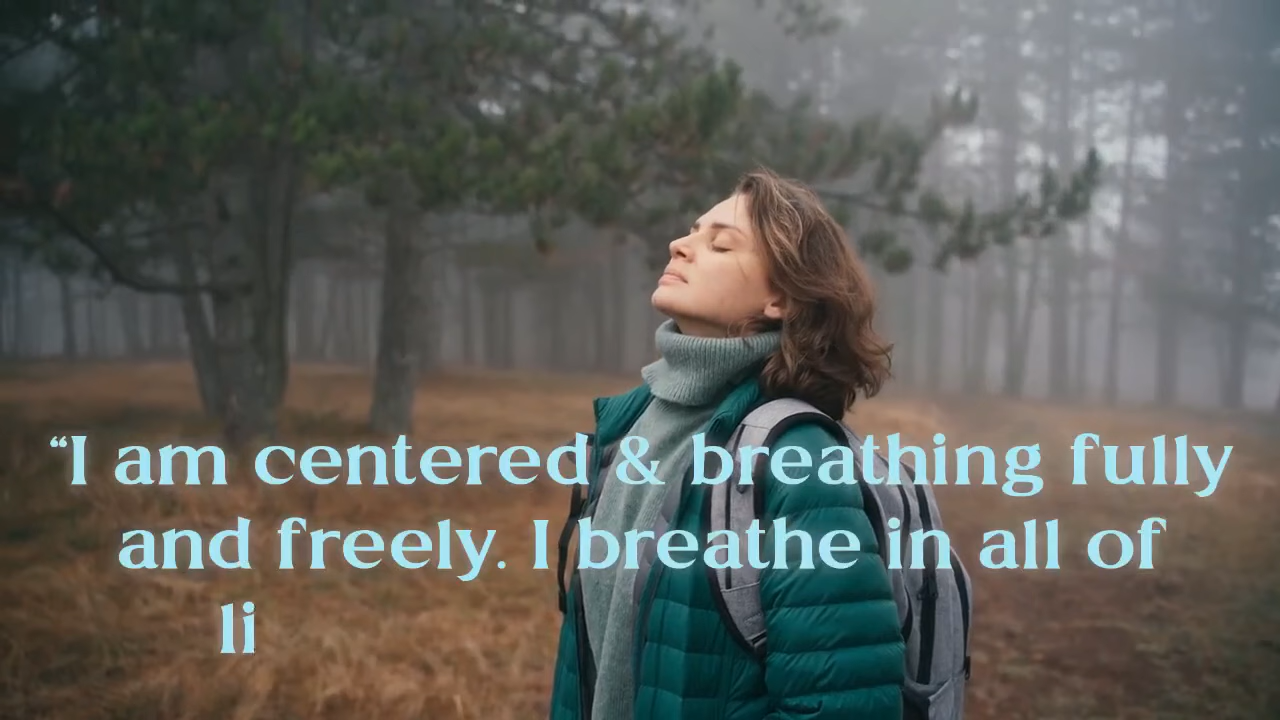 “I am centered & breathing fully
and freely. I breathe in all of
li